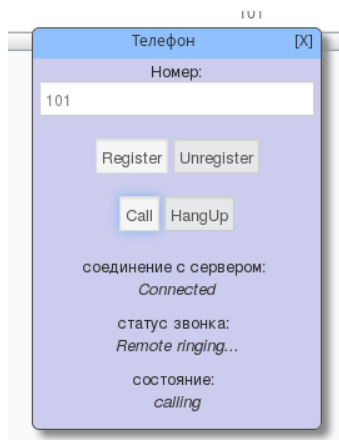 101
Телефон [X]
Номер:
101
Register Unregister
Call HangUp
соединение с сервером:
Connected
статус звонка:
Remote ringing...
состояние:
calling